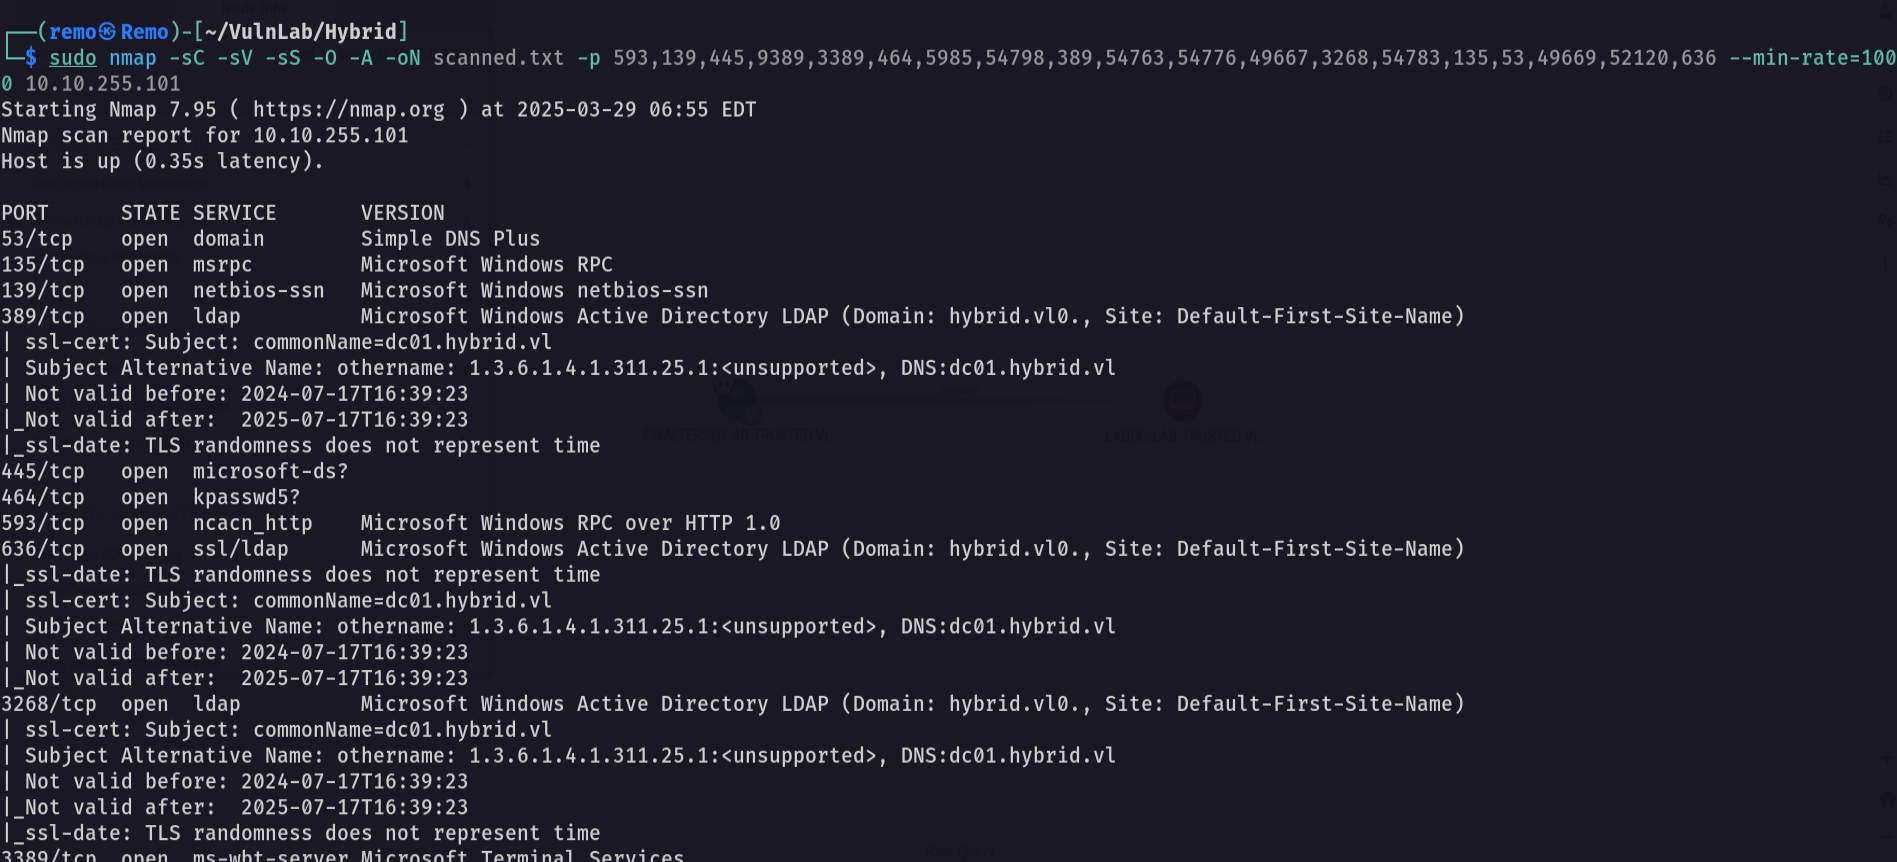 Node Info
┌──(remo㉿Remo)-[~/VulnLab/Hybrid]
└─$ sudo nmap -sC -sV -sS -O -A -oN scanned.txt -p 593,139,445,9389,3389,464,5985,54798,389,54763,54776,49667,3268,54783,135,53,49669,52120,636 --min-rate=100
0 10.10.255.101
Starting Nmap 7.95 ( https://nmap.org ) at 2025-03-29 06:55 EDT
Nmap scan report for 10.10.255.101
Host is up (0.35s latency).
PORT     STATE SERVICE       VERSION
53/tcp   open  domain        Simple DNS Plus
135/tcp  open  msrpc         Microsoft Windows RPC
139/tcp  open  netbios-ssn   Microsoft Windows netbios-ssn
389/tcp  open  ldap          Microsoft Windows Active Directory LDAP (Domain: hybrid.vl0., Site: Default-First-Site-Name)
| ssl-cert: Subject: commonName=dc01.hybrid.vl
| Subject Alternative Name: othername: 1.3.6.1.4.1.311.25.1:<unsupported>, DNS:dc01.hybrid.vl
| Not valid before: 2024-07-17T16:39:23
|_Not valid after:  2025-07-17T16:39:23
|_ssl-date: TLS randomness does not represent time
445/tcp  open  microsoft-ds?
464/tcp  open  kpasswd5?
593/tcp  open  ncacn_http    Microsoft Windows RPC over HTTP 1.0
636/tcp  open  ssl/ldap      Microsoft Windows Active Directory LDAP (Domain: hybrid.vl0., Site: Default-First-Site-Name)
|_ssl-date: TLS randomness does not represent time
| ssl-cert: Subject: commonName=dc01.hybrid.vl
| Subject Alternative Name: othername: 1.3.6.1.4.1.311.25.1:<unsupported>, DNS:dc01.hybrid.vl
| Not valid before: 2024-07-17T16:39:23
|_Not valid after:  2025-07-17T16:39:23
3268/tcp open  ldap          Microsoft Windows Active Directory LDAP (Domain: hybrid.vl0., Site: Default-First-Site-Name)
| ssl-cert: Subject: commonName=dc01.hybrid.vl
| Subject Alternative Name: othername: 1.3.6.1.4.1.311.25.1:<unsupported>, DNS:dc01.hybrid.vl
| Not valid before: 2024-07-17T16:39:23
|_Not valid after:  2025-07-17T16:39:23
|_ssl-date: TLS randomness does not represent time
3389/tcp open  ms-wbt-server Microsoft Terminal Services